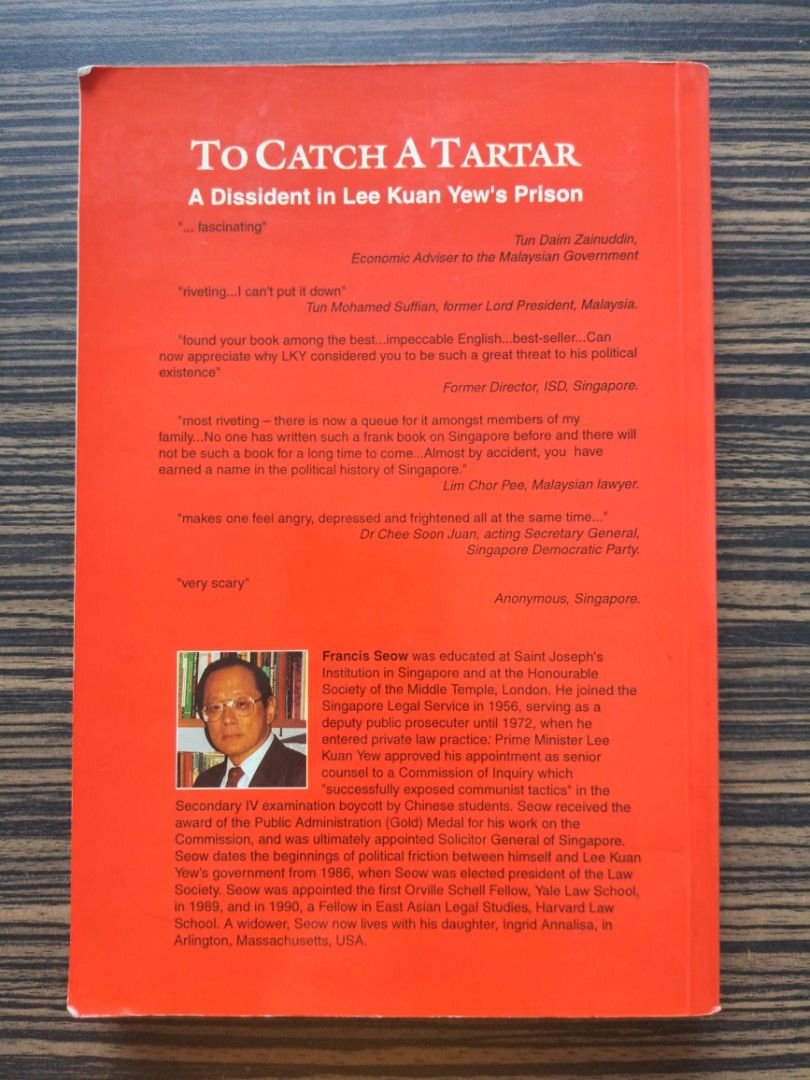 TO CATCH A TARTAR
A Dissident in Lee Kuan Yew's Prison
"... fascinating"
Tun Daim Zainuddin,
Economic Adviser to the Malaysian Government
"riveting...I can't put it down"
Tun Mohamed Suffian, former Lord President, Malaysia.
"found your book among the best...impeccable English...best-seller...Can
now appreciate why LKY considered you to be such a great threat to his political
existence"
Former Director, ISD, Singapore.
"most riveting – there is now a queue for it amongst members of my
family...No one has written such a frank book on Singapore before and there will
not be such a book for a long time to come...Almost by accident, you have
earned a name in the political history of Singapore."
Lim Chor Pee, Malaysian lawyer.
"makes one feel angry, depressed and frightened all at the same time..."
Dr Chee Soon Juan, acting Secretary General,
Singapore Democratic Party.
"very scary"
Anonymous, Singapore.
Francis Seow was educated at Saint Joseph's
Institution in Singapore and at the Honourable
Society of the Middle Temple, London. He joined the
Singapore Legal Service in 1956, serving as a
deputy public prosecuter until 1972, when he
entered private law practice. Prime Minister Lee
Kuan Yew approved his appointment as senior
counsel to a Commission of Inquiry which
"successfully exposed communist tactics" in the
Secondary IV examination boycott by Chinese students. Seow received the
award of the Public Administration (Gold) Medal for his work on the
Commission, and was ultimately appointed Solicitor General of Singapore.
Seow dates the beginnings of political friction between himself and Lee Kuan
Yew's government from 1986, when Seow was elected president of the Law
Society. Seow was appointed the first Orville Schell Fellow, Yale Law School,
in 1989, and in 1990, a Fellow in East Asian Legal Studies, Harvard Law
School. A widower, Seow now lives with his daughter, Ingrid Annalisa, in
Arlington, Massachusetts, USA.